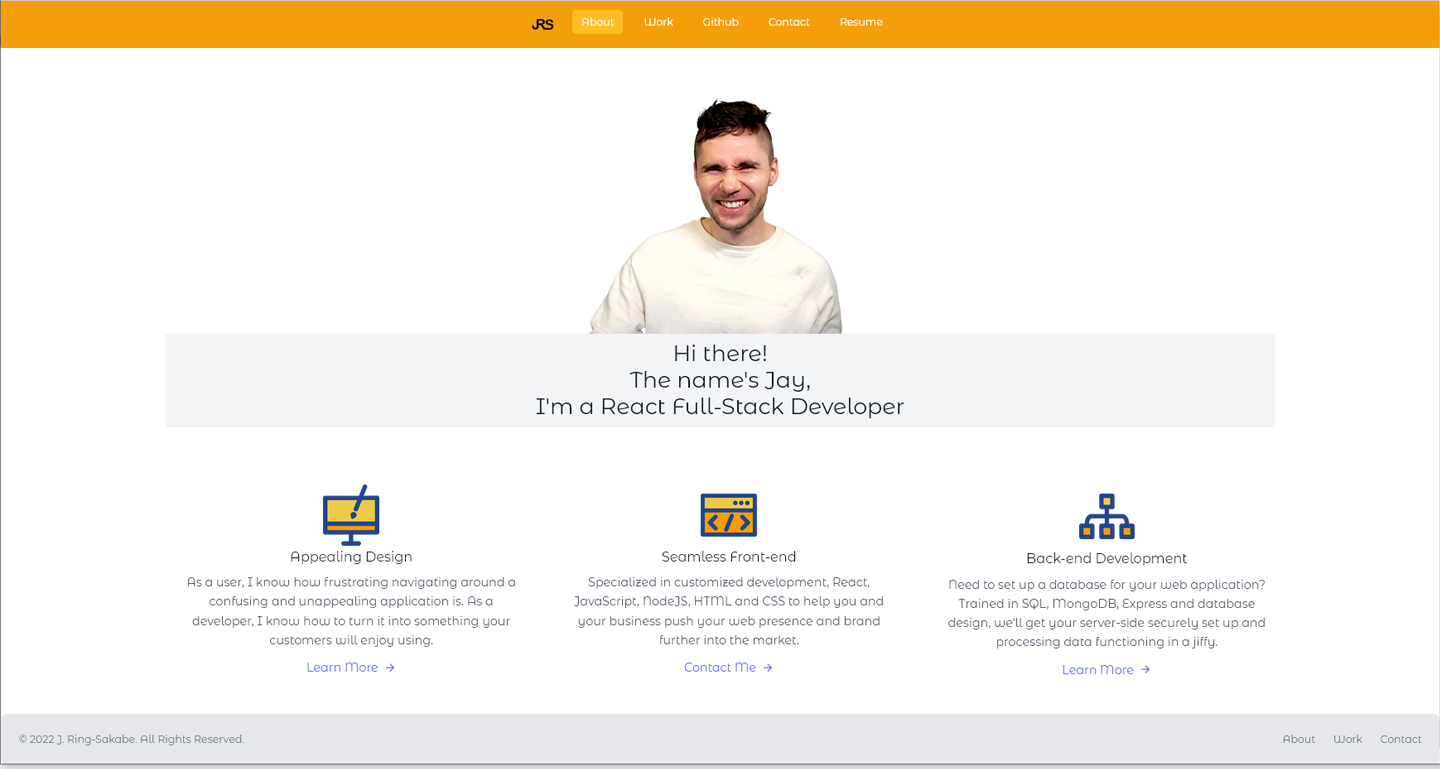 JRS About Work Github Contact Resume
Hi there!
The name's Jay,
I'm a React Full-Stack Developer
</>
Appealing Design
As a user, I know how frustrating navigating around a
confusing and unappealing application is. As a
developer, I know how to turn it into something your
customers will enjoy using.
Learn More →
Seamless Front-end
Specialized in customized development, React,
JavaScript, NodeJS, HTML and CSS to help you and
your business push your web presence and brand
further into the market.
Contact Me →
Back-end Development
Need to set up a database for your web application?
Trained in SQL, MongoDB, Express and database
design, we'll get your server-side securely set up and
processing data functioning in a jiffy.
Learn More →
© 2022 J. Ring-Sakabe. All Rights Reserved.
About Work Contact